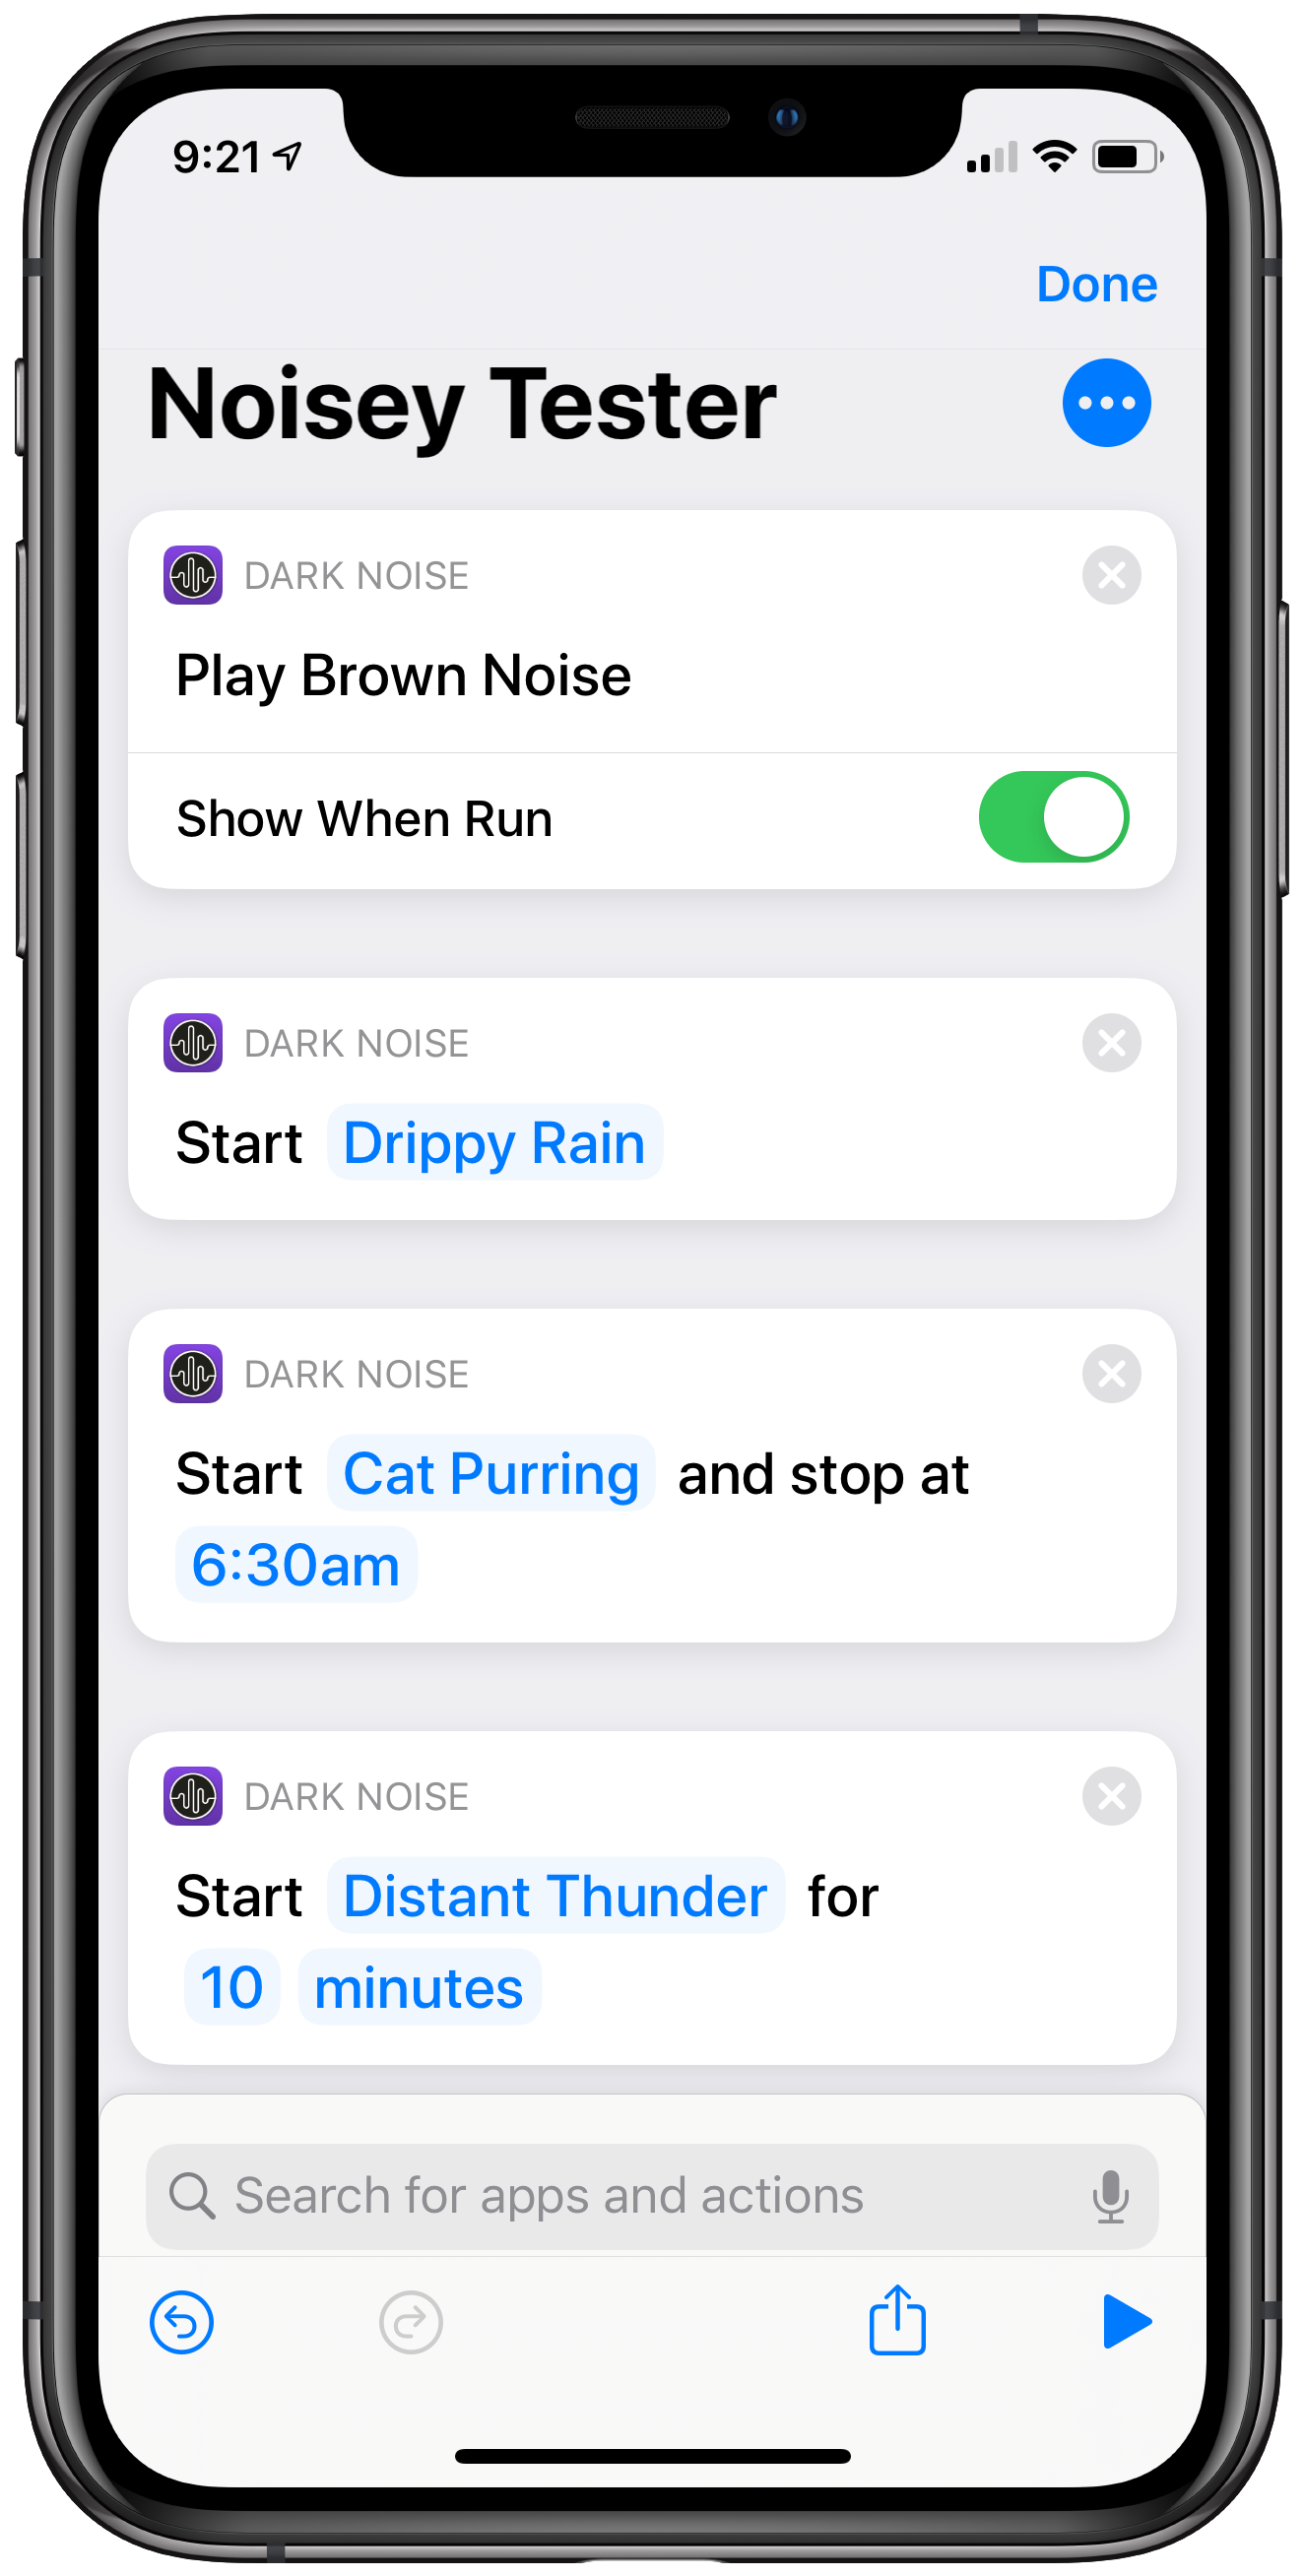 9:21
Done
Noisey Tester
DARK NOISE
Play Brown Noise
Show When Run
DARK NOISE
Start Drippy Rain
DARK NOISE
Start Cat Purring and stop at
6:30am
DARK NOISE
Start Distant Thunder for
10 minutes
Search for apps and actions